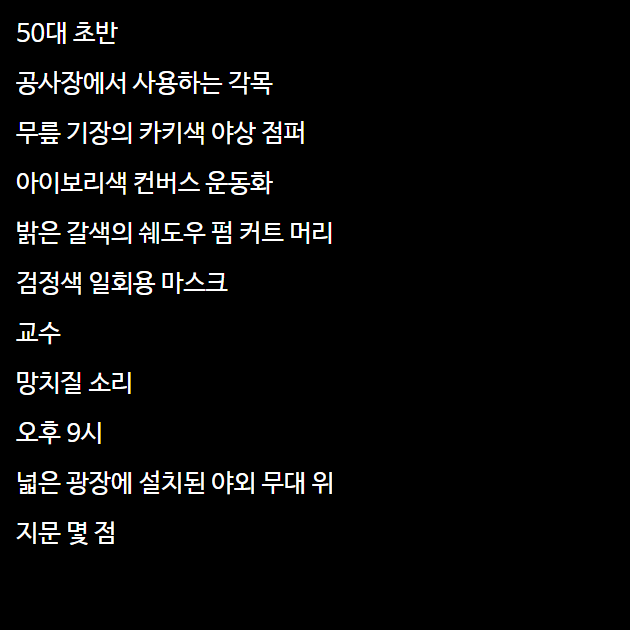 50대 초반
공사장에서 사용하는 각목
무릎 기장의 카키색 야상 점퍼
아이보리색 컨버스 운동화
밝은 갈색의 쉐도우 펌 커트 머리
검정색 일회용 마스크
교수
망치질 소리
오후 9시
넓은 광장에 설치된 야외 무대 위
지문 몇 점